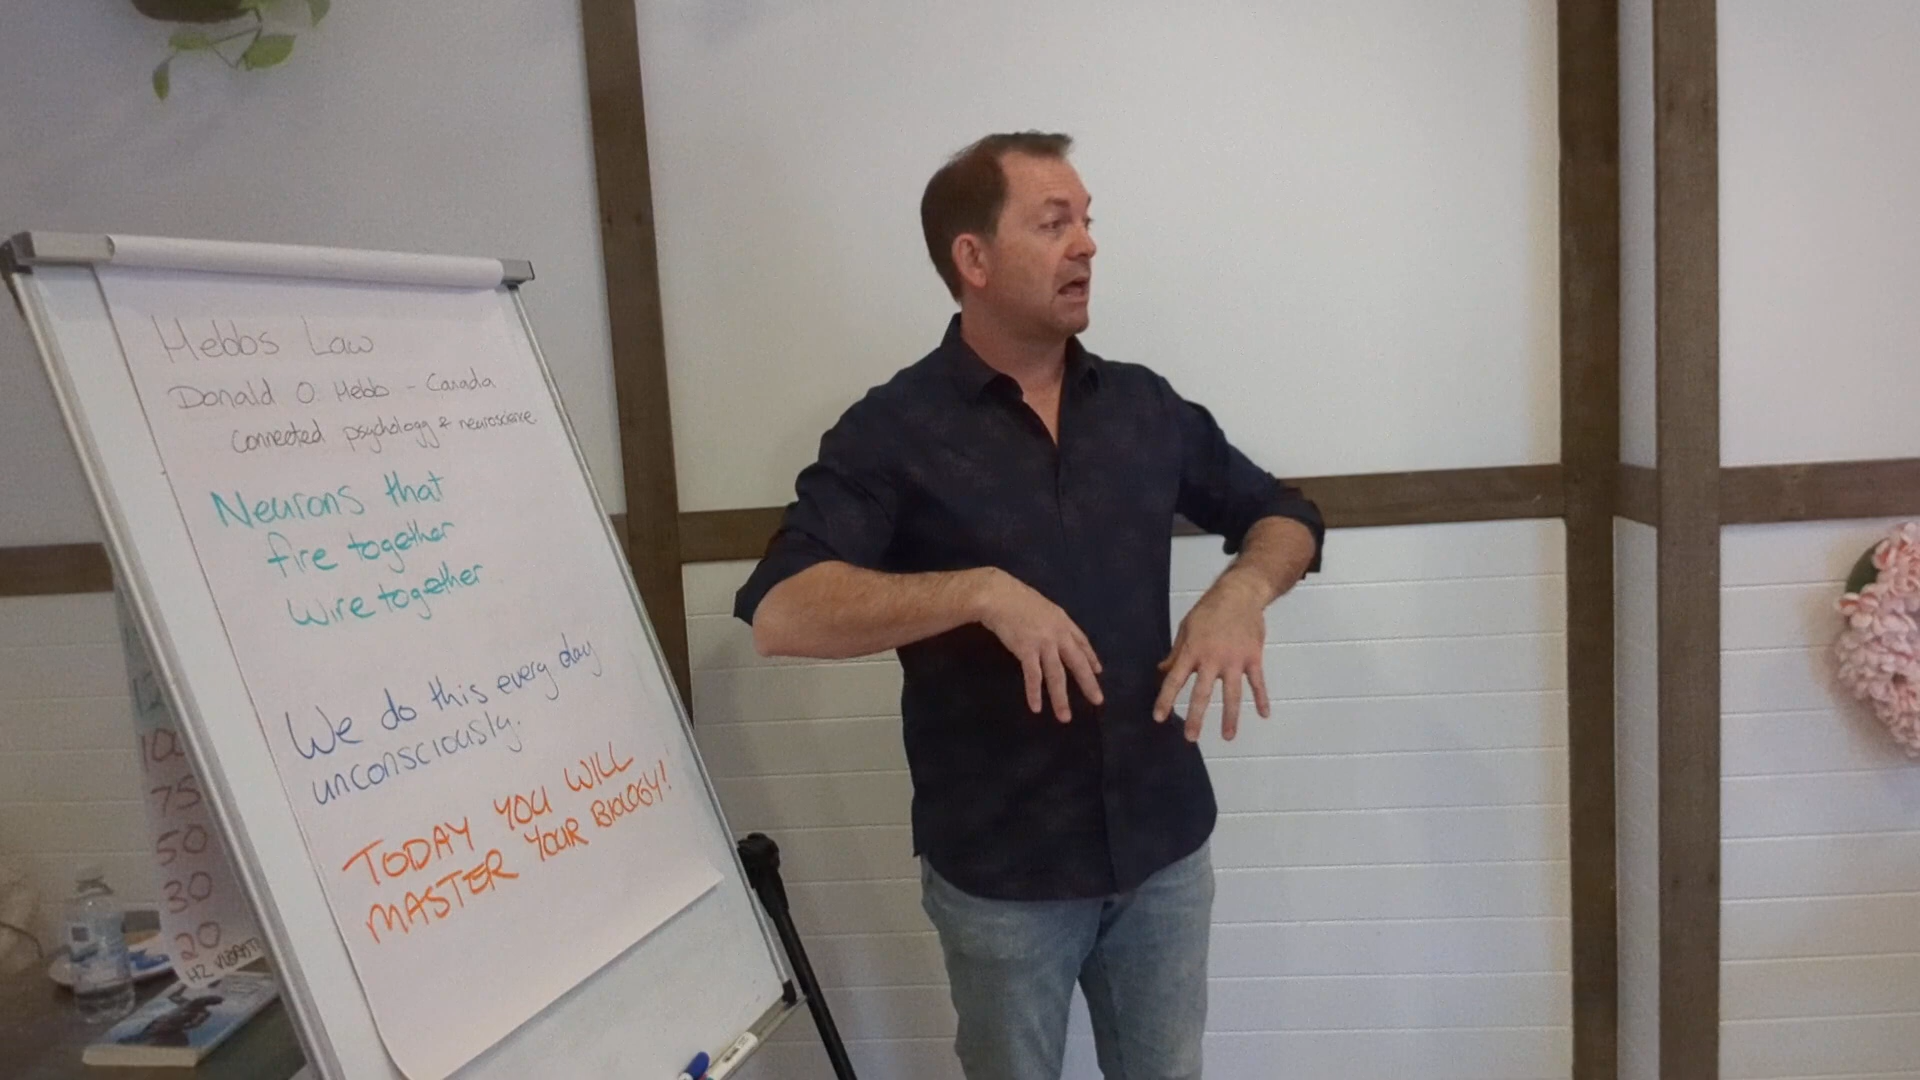 Hebbs Law
Donald O Hebb - Canada
Connected psychology & neuroscience
Neurons that
fire together
wire together
We do this every day
unconsciously.
TODAY YOU WILL
MASTER YOUR BIOLOGY!
100
75
50
30
20
HZ